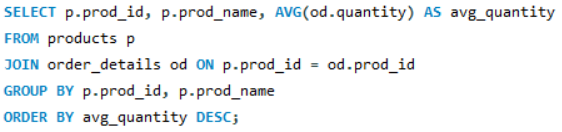 SELECT p.prod_id, p.prod_name, AVG(od.quantity) AS avg_quantity
FROM products p
JOIN order_details od ON p.prod_id = od.prod_id
GROUP BY p.prod_id, p.prod_name
ORDER BY avg_quantity DESC;